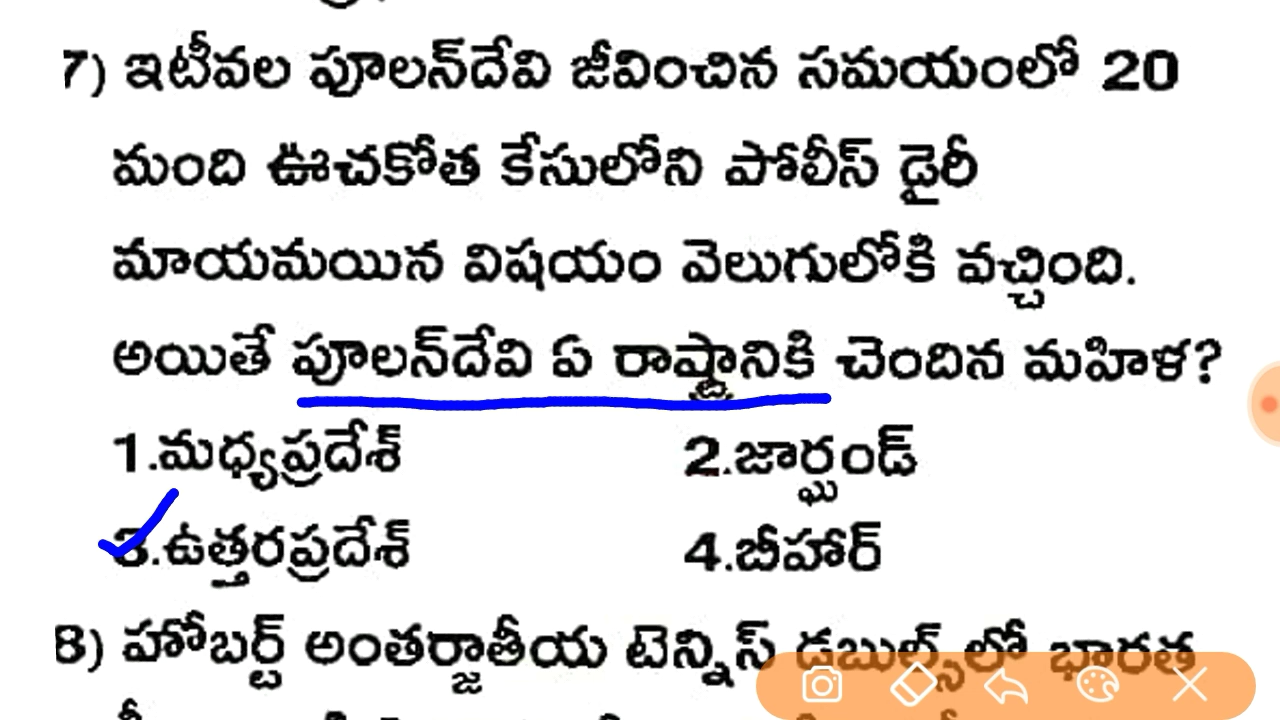 7) ఇటీవల పూలన్‌దేవి జీవించిన సమయంలో 20
మంది ఊచకోత కేసులోని పోలీస్ డైరీ
మాయమయిన విషయం వెలుగులోకి వచ్చింది.
అయితే పూలన్‌దేవి ఏ రాష్ట్రానికి చెందిన మహిళ?
1.మధ్యప్రదేశ్ 2.జార్ఘండ్
3.ఉత్తరప్రదేశ్ 4.బీహార్
8) హోబర్ట్ అంతర్జాతీయ టెన్నిస్ డబుల్స్‌లో భారత